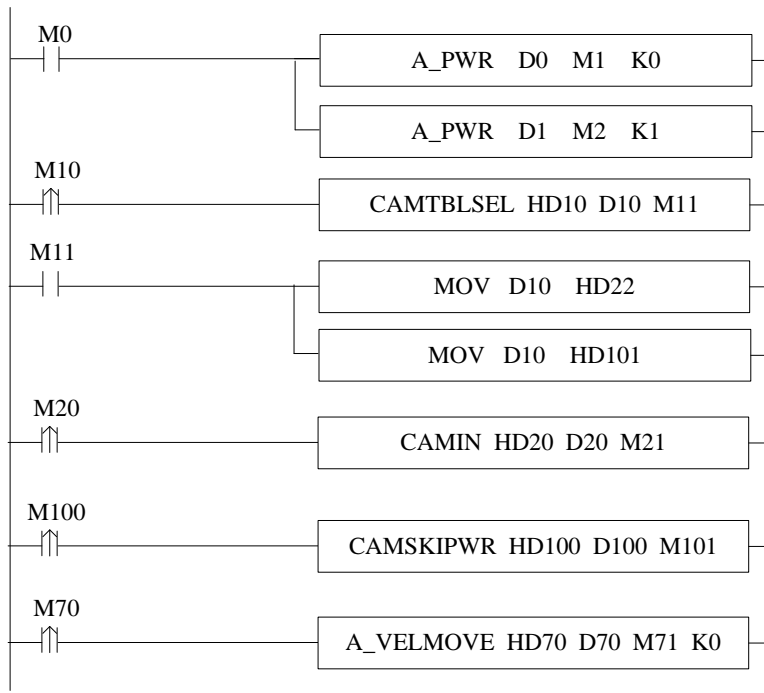 M0
A_PWR D0 M1 K0
A_PWR D1 M2 K1
M10
CAMTBLSEL HD10 D10 M11
M11
MOV D10 HD22
MOV D10 HD101
M20
CAMIN HD20 D20 M21
M100
CAMSKIPWR HD100 D100 M101
M70
A_VELMOVE HD70 D70 M71 K0